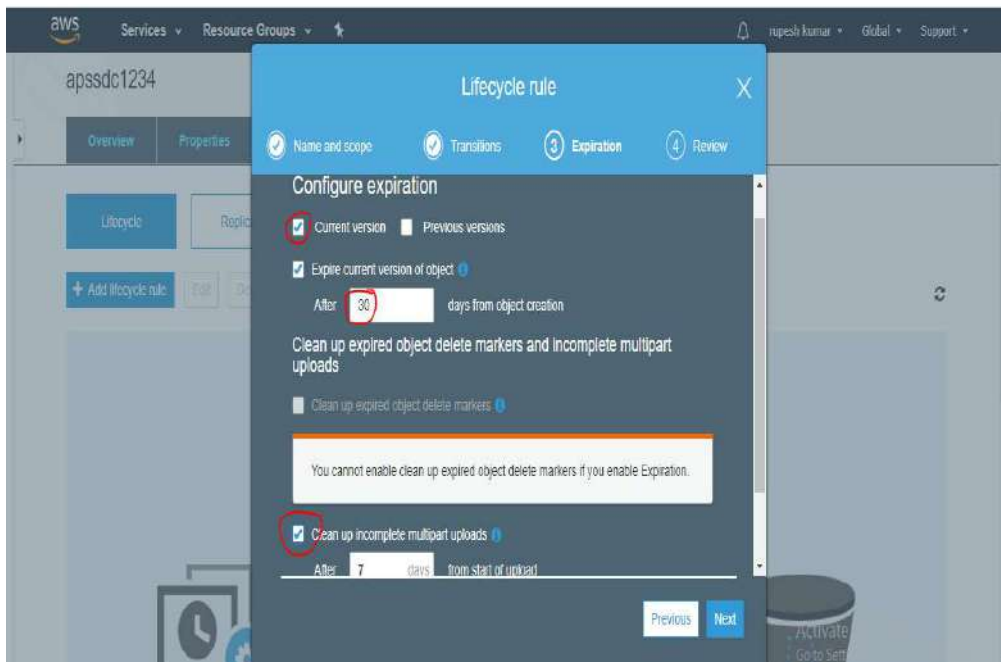 aws Services Resource Groups rupesh kumar Global Support
apssdc1234
Lifecycle rule X
Overview Properties
Name and scope Transitions 3 Expiration 4 Review
Configure expiration
Lifecycle
Current version Previous versions
+ Add lifecycle rule Edit
Expire current version of object
After 30 days from object creation
Clean up expired object delete markers and incomplete multipart
uploads
Clean up expired object delete markers
You cannot enable clean up expired object delete markers if you enable Expiration.
Clean up incomplete multipart uploads
After 7 days from start of upload
Previous Next
Activate
Go to Sett